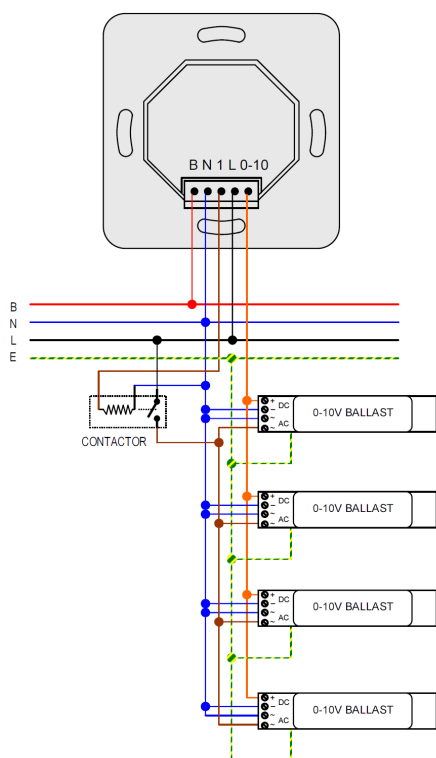 B N 1 L 0-10
B
N
L
E
CONTACTOR
+
DC
−
~
AC
~
0-10V BALLAST
+
DC
−
~
AC
~
0-10V BALLAST
+
DC
−
~
AC
~
0-10V BALLAST
+
DC
−
~
AC
~
0-10V BALLAST